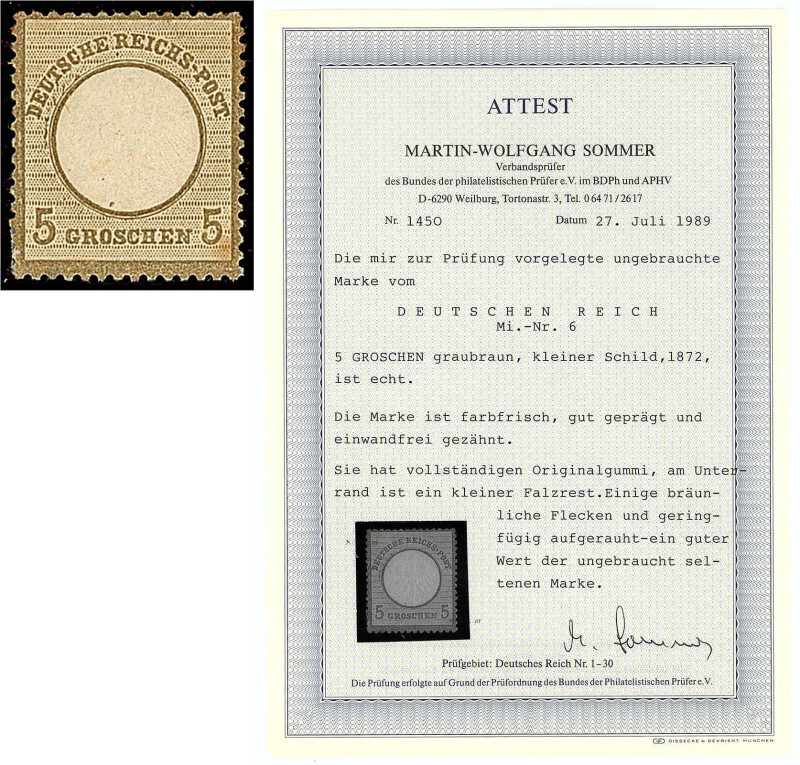 DEUTSCHE REICHS-POST
5 GROSCHEN 5
ATTEST
MARTIN-WOLFGANG SOMMER
Verbandsprüfer
des Bundes der philatelistischen Prüfer e.V. im BDPh und APHV
D-6290 Weilburg, Tortonastr. 3, Tel. 0 64 71 / 26 17
Nr. 1450 Datum 27. Juli 1989
Die mir zur Prüfung vorgelegte ungebrauchte
Marke vom
D E U T S C H E N  R E I C H
Mi.-Nr. 6
5 GROSCHEN graubraun, kleiner Schild,1872,
ist echt.
Die Marke ist farbfrisch, gut geprägt und
einwandfrei gezähnt.
Sie hat vollständigen Originalgummi, am Unter-
rand ist ein kleiner Falzrest.Einige bräun-
liche Flecken und gering-
fügig aufgerauht-ein guter
Wert der ungebraucht sel-
tenen Marke.
DEUTSCHE REICHS-POST
5 GROSCHEN 5
M. Sommer
Prüfgebiet: Deutsches Reich Nr. 1-30
Die Prüfung erfolgte auf Grund der Prüfordnung des Bundes der Philatelistischen Prüfer e.V.
GIESECKE & DEVRIENT MÜNCHEN